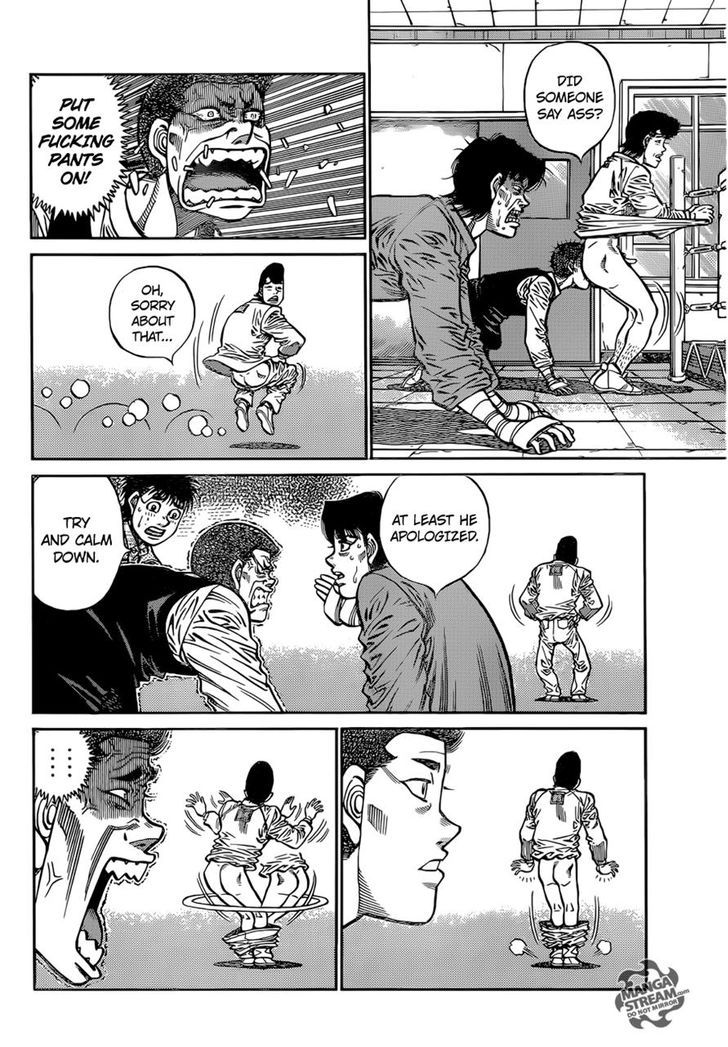 DID
SOMEONE
SAY ASS?
PUT
SOME
FUCKING
PANTS
ON!
OH,
SORRY
ABOUT
THAT...
AT LEAST HE
APOLOGIZED.
TRY
AND CALM
DOWN.
MANGA
STREAM.com
DO NOT MIRROR